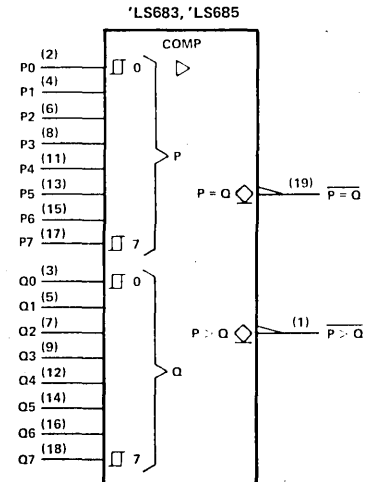 'LS683, 'LS685
COMP
P0 (2) 0
P1 (4)
P2 (6)
P3 (8)
P4 (11)
P5 (13)
P6 (15)
P7 (17) 7
P
P = Q (19) P = Q
Q0 (3) 0
Q1 (5)
Q2 (7)
Q3 (9)
Q4 (12)
Q5 (14)
Q6 (16)
Q7 (18) 7
Q
P > Q (1) P > Q